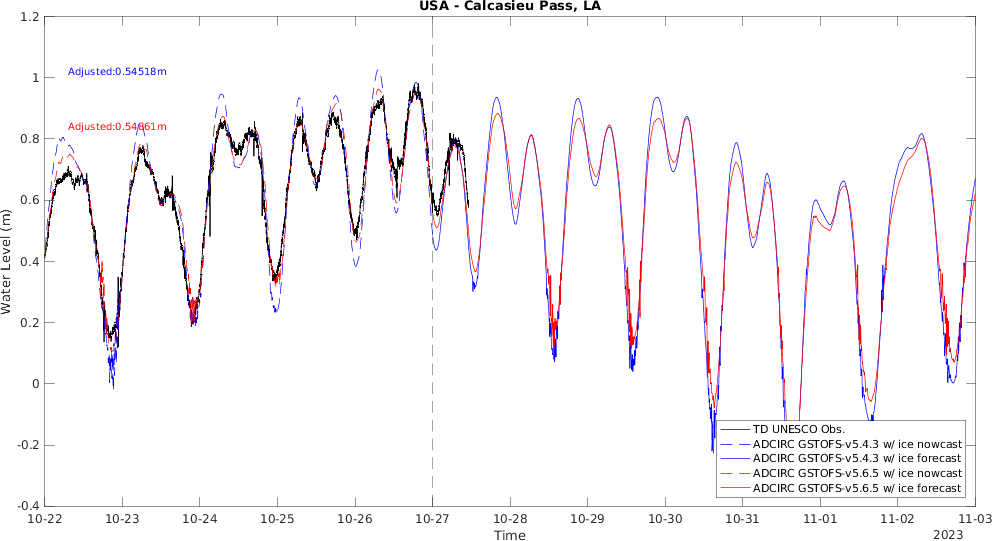 USA - Calcasieu Pass, LA
1.2
1
0.8
0.6
0.4
0.2
0
-0.2
-0.4
Water Level (m)
Adjusted:0.54518m
Adjusted:0.54861m
TD UNESCO Obs.
ADCIRC GSTOFS-v5.4.3 w/ ice nowcast
ADCIRC GSTOFS-v5.4.3 w/ ice forecast
ADCIRC GSTOFS-v5.6.5 w/ ice nowcast
ADCIRC GSTOFS-v5.6.5 w/ ice forecast
10-22 10-23 10-24 10-25 10-26 10-27 10-28 10-29 10-30 10-31 11-01 11-02 11-03
Time
2023